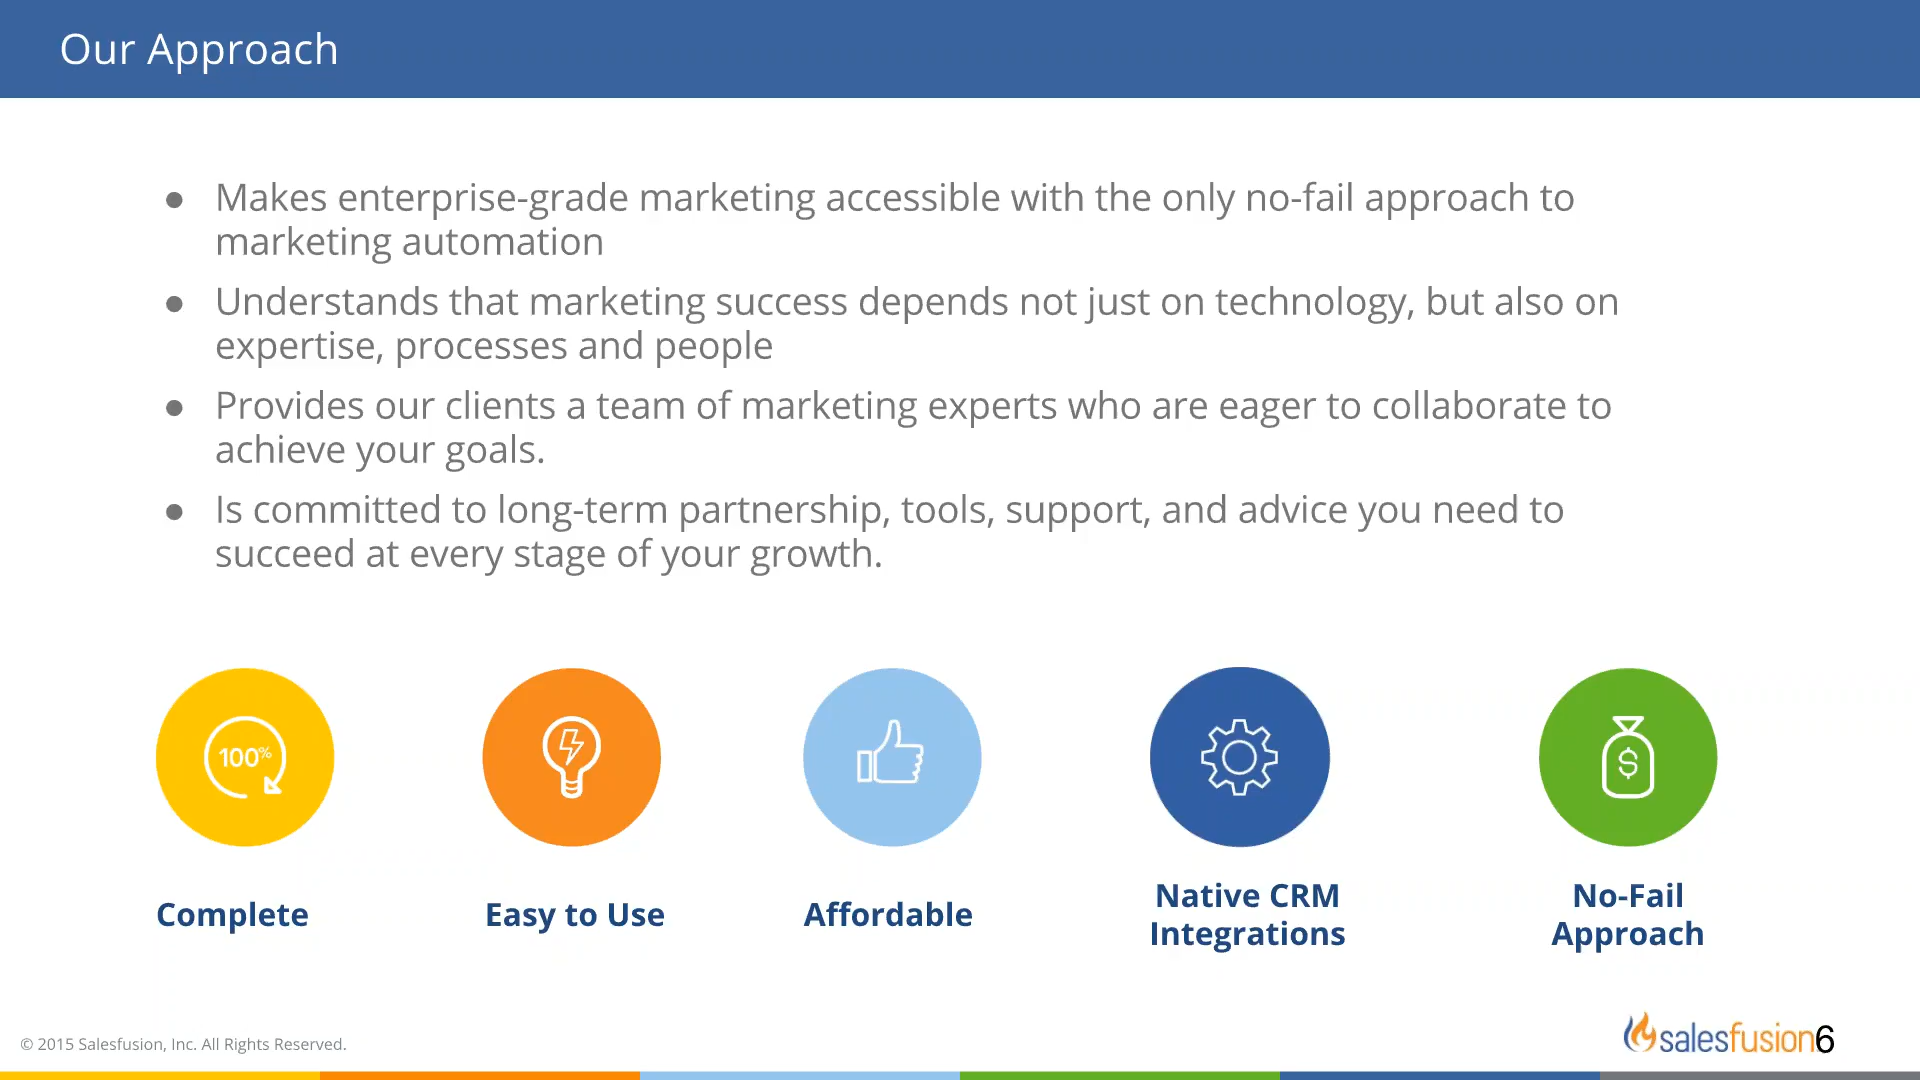 Our Approach
● Makes enterprise-grade marketing accessible with the only no-fail approach to
marketing automation
● Understands that marketing success depends not just on technology, but also on
expertise, processes and people
● Provides our clients a team of marketing experts who are eager to collaborate to
achieve your goals.
● Is committed to long-term partnership, tools, support, and advice you need to
succeed at every stage of your growth.
100%
$
Complete
Easy to Use
Affordable
Native CRM
Integrations
No-Fail
Approach
© 2015 Salesfusion, Inc. All Rights Reserved.
salesfusion
6